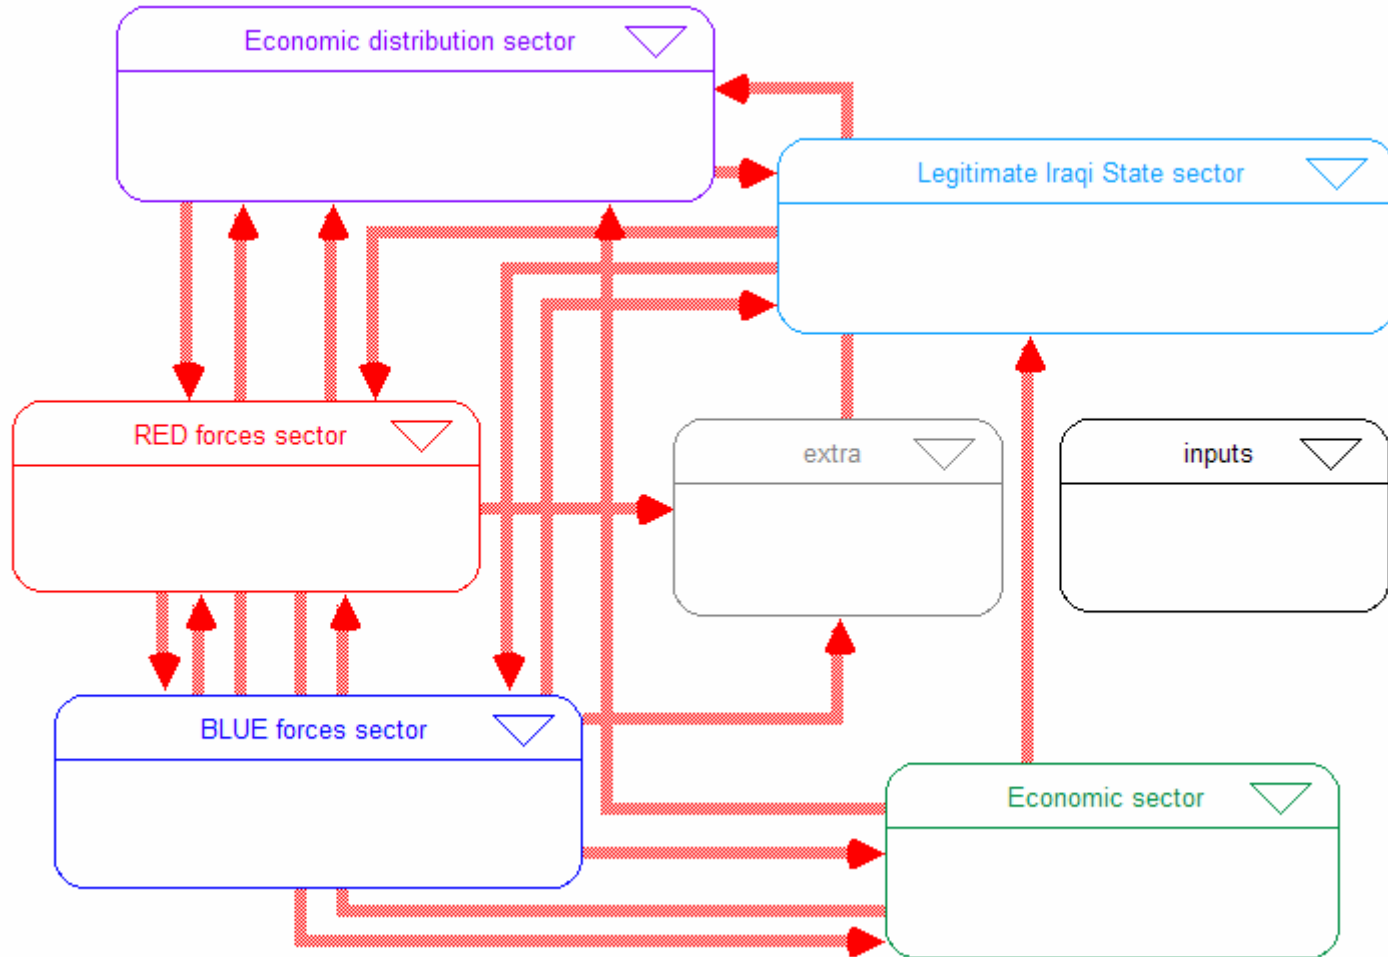 Economic distribution sector
Legitimate Iraqi State sector
RED forces sector
extra
inputs
BLUE forces sector
Economic sector